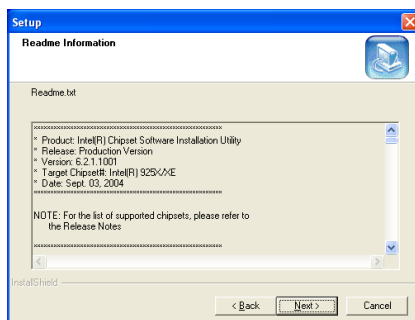 Setup
Readme Information
Readme.txt
************************************************************
* Product: Intel(R) Chipset Software Installation Utility
* Release: Production Version
* Version: 6.2.1.1001
* Target Chipset#: Intel(R) 925X/XE
* Date: Sept. 03, 2004
************************************************************
NOTE: For the list of supported chipsets, please refer to
the Release Notes
************************************************************
InstallShield
< Back
Next >
Cancel